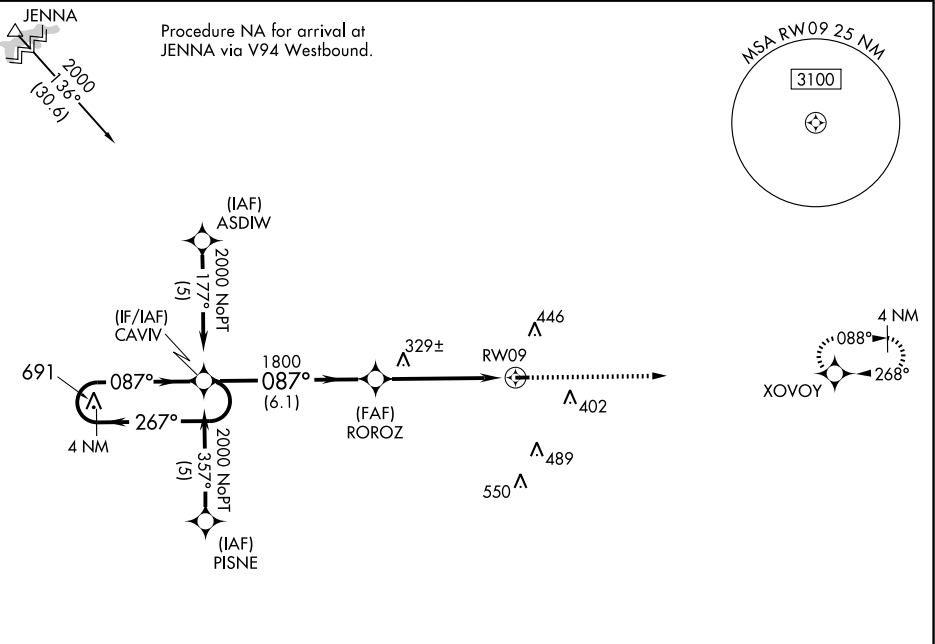 JENNA
Procedure NA for arrival at
JENNA via V94 Westbound.
2000
136°
(30.6)
MSA RW09 25 NM
3100
(IAF)
ASDIW
2000 NoPT
177°
(5)
(IF/IAF)
CAVIV
691
087°
267°
4 NM
1800
087°
(6.1)
329±
(FAF)
ROROZ
RW09
446
402
489
550
4 NM
088°
268°
XOVOY
2000 NoPT
357°
(5)
(IAF)
PISNE